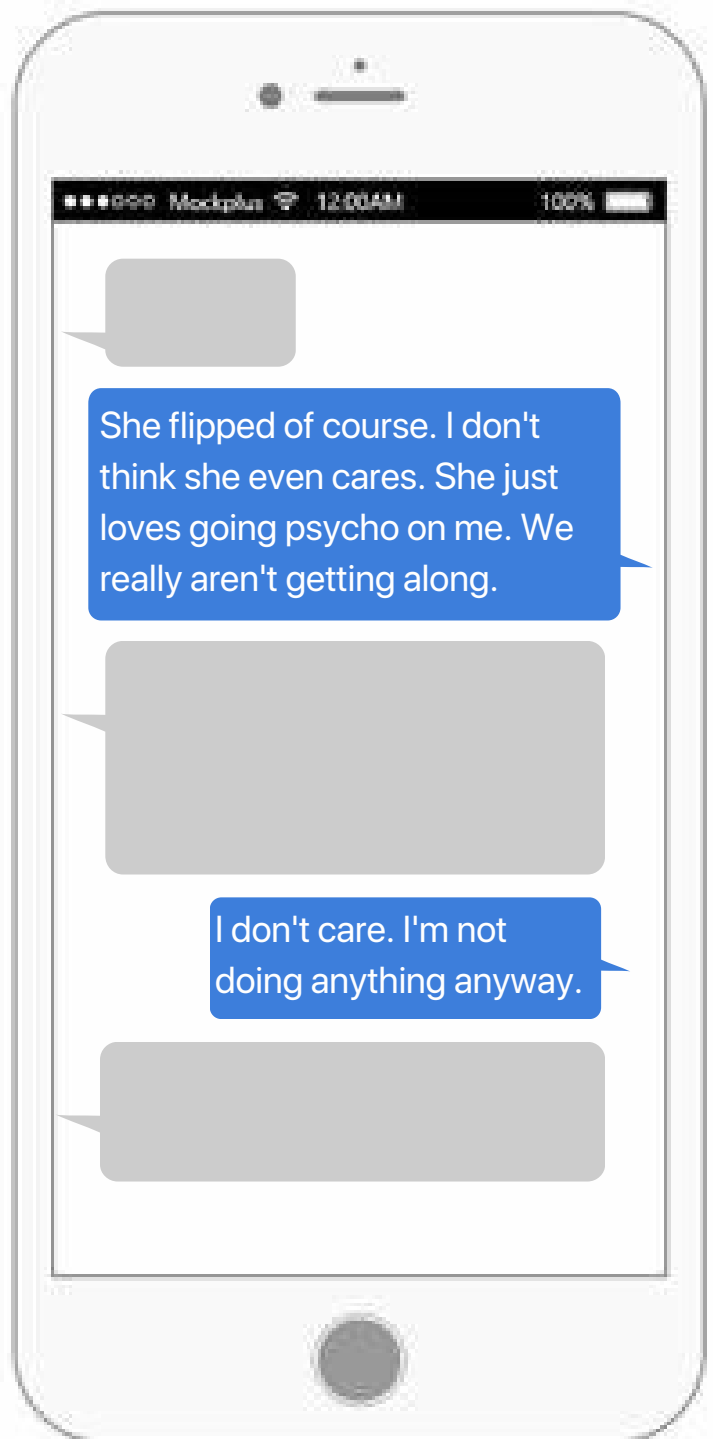 Mockplus 12:00AM 100%
She flipped of course. I don't
think she even cares. She just
loves going psycho on me. We
really aren't getting along.
I don't care. I'm not
doing anything anyway.